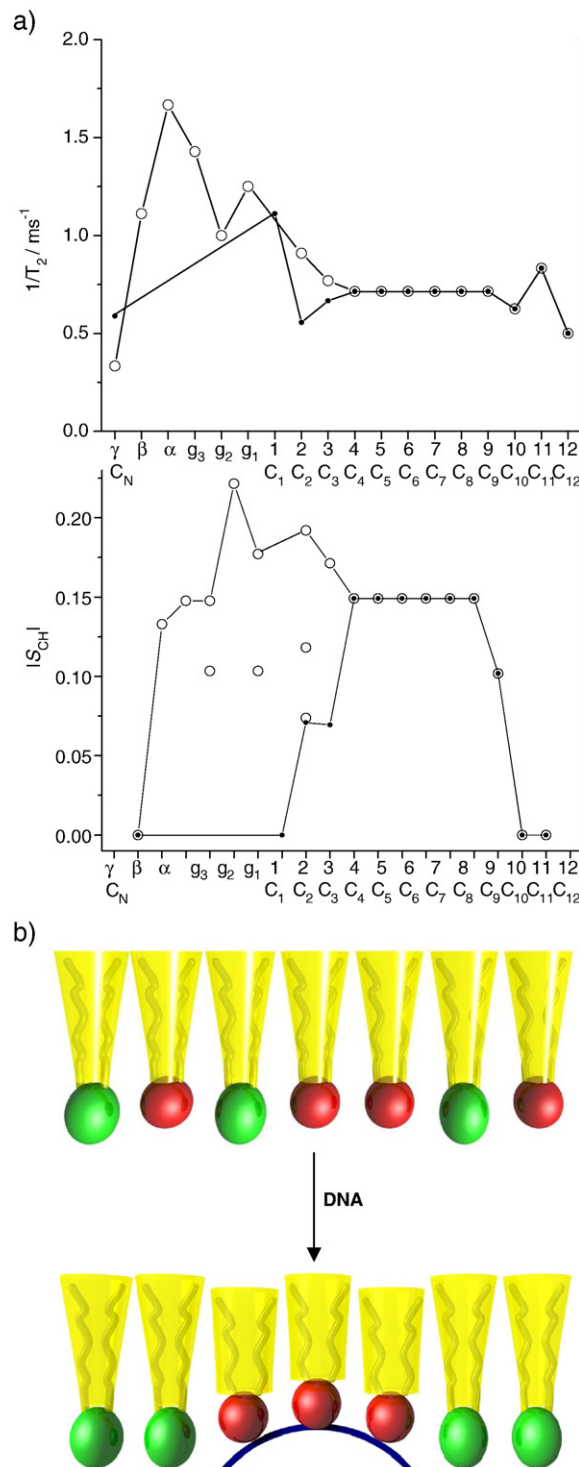 a)
2.0
1.5
1.0
0.5
0.0
1/T₂ / ms⁻¹
γ β α g₃ g₂ g₁ 1 2 3 4 5 6 7 8 9 10 11 12
C_N C₁ C₂ C₃ C₄ C₅ C₆ C₇ C₈ C₉ C₁₀ C₁₁ C₁₂
0.20
0.15
0.10
0.05
0.00
|S_CH|
γ β α g₃ g₂ g₁ 1 2 3 4 5 6 7 8 9 10 11 12
C_N C₁ C₂ C₃ C₄ C₅ C₆ C₇ C₈ C₉ C₁₀ C₁₁ C₁₂
b)
DNA